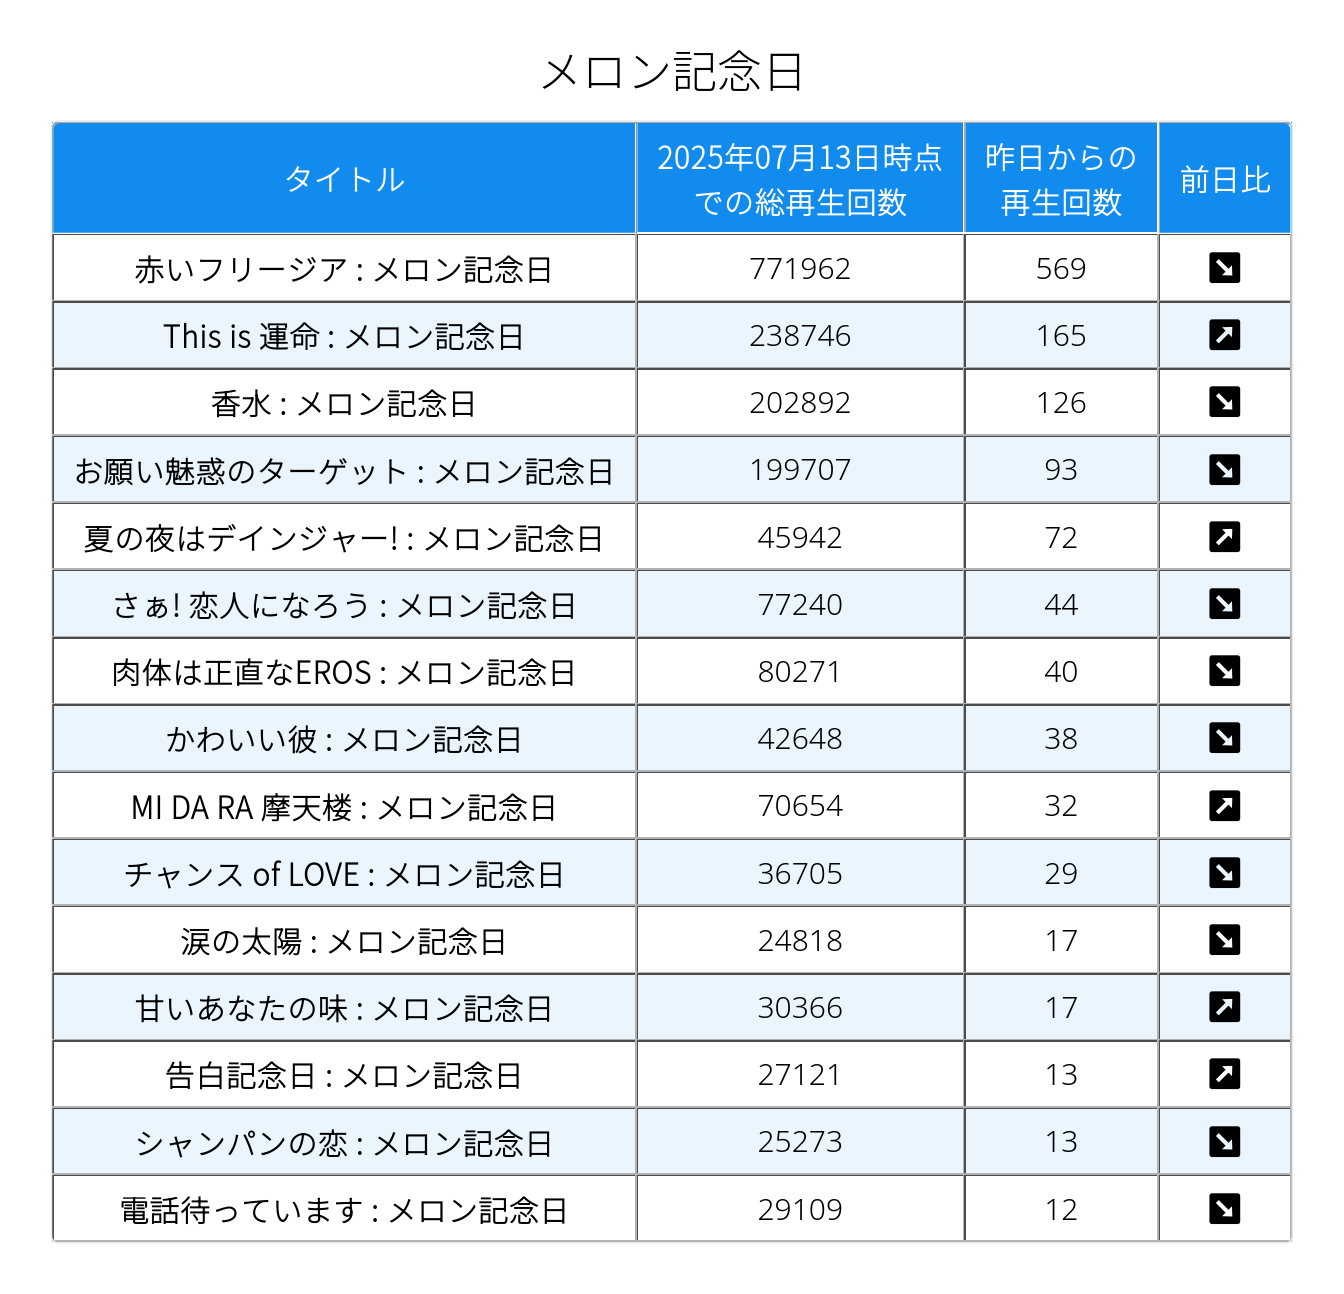 メロン記念日
タイトル 2025年07月13日時点での総再生回数 昨日からの再生回数 前日比
赤いフリージア : メロン記念日 771962 569 ↘
This is 運命 : メロン記念日 238746 165 ↗
香水 : メロン記念日 202892 126 ↘
お願い魅惑のターゲット : メロン記念日 199707 93 ↘
夏の夜はデインジャー! : メロン記念日 45942 72 ↗
さぁ! 恋人になろう : メロン記念日 77240 44 ↘
肉体は正直なEROS : メロン記念日 80271 40 ↘
かわいい彼 : メロン記念日 42648 38 ↘
MI DA RA 摩天楼 : メロン記念日 70654 32 ↗
チャンス of LOVE : メロン記念日 36705 29 ↘
涙の太陽 : メロン記念日 24818 17 ↘
甘いあなたの味 : メロン記念日 30366 17 ↗
告白記念日 : メロン記念日 27121 13 ↗
シャンパンの恋 : メロン記念日 25273 13 ↘
電話待っています : メロン記念日 29109 12 ↘